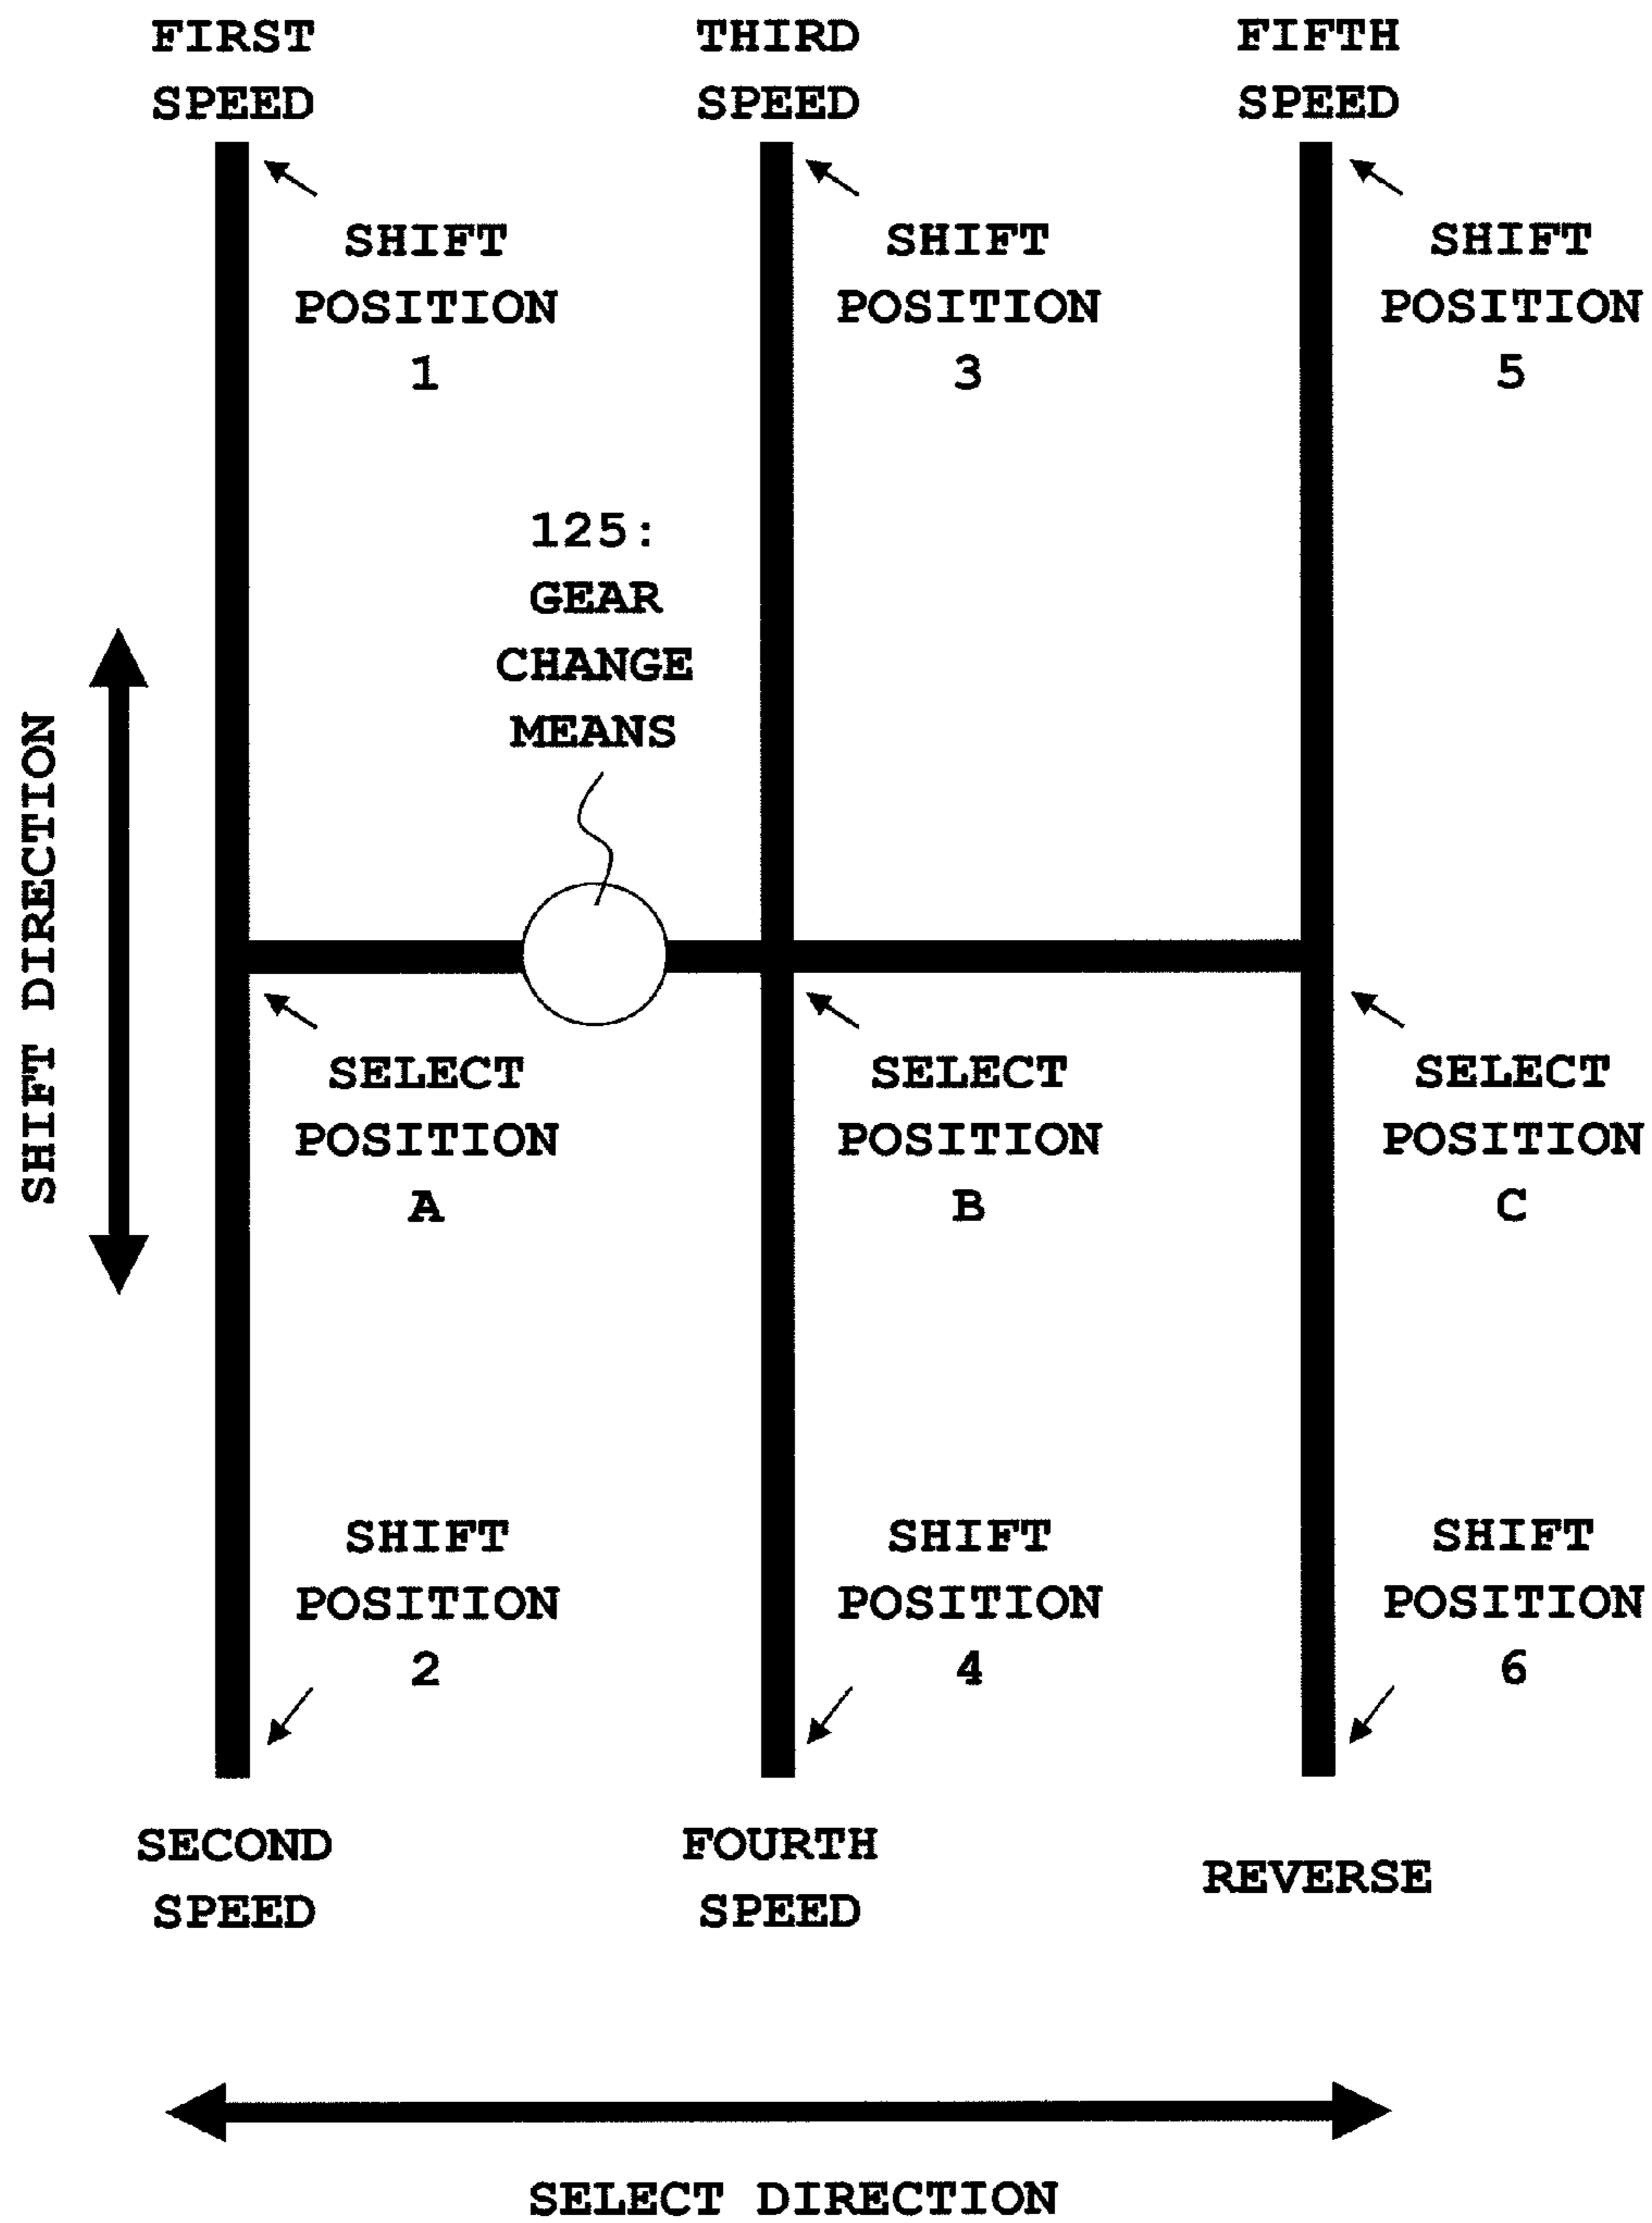 FIRST
SPEED
THIRD
SPEED
FIFTH
SPEED
SHIFT
POSITION
1
SHIFT
POSITION
3
SHIFT
POSITION
5
125:
GEAR
CHANGE
MEANS
SHIFT DIRECTION
SELECT
POSITION
A
SELECT
POSITION
B
SELECT
POSITION
C
SHIFT
POSITION
2
SHIFT
POSITION
4
SHIFT
POSITION
6
SECOND
SPEED
FOURTH
SPEED
REVERSE
SELECT DIRECTION